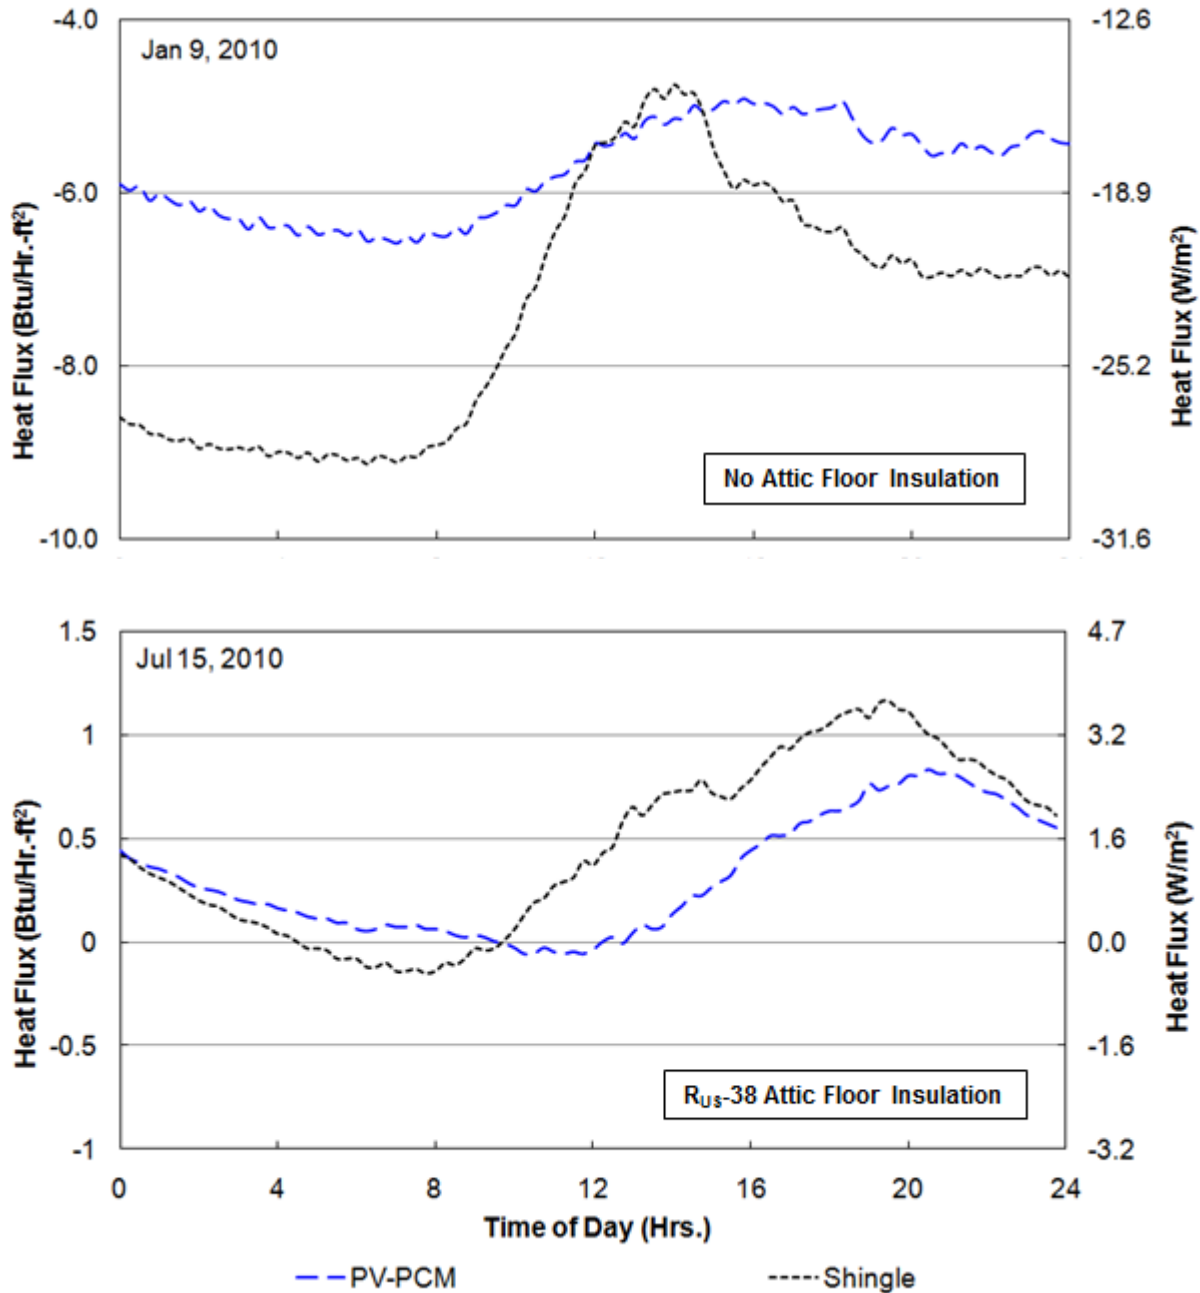 -4.0
-12.6
Jan 9, 2010
-6.0
-18.9
Heat Flux (Btu/Hr.-ft²)
Heat Flux (W/m²)
-8.0
-25.2
No Attic Floor Insulation
-10.0
-31.6
1.5
4.7
Jul 15, 2010
1
3.2
0.5
1.6
Heat Flux (Btu/Hr.-ft²)
Heat Flux (W/m²)
0
0.0
-0.5
-1.6
R_US-38 Attic Floor Insulation
-1
-3.2
0 4 8 12 16 20 24
Time of Day (Hrs.)
PV-PCM
Shingle